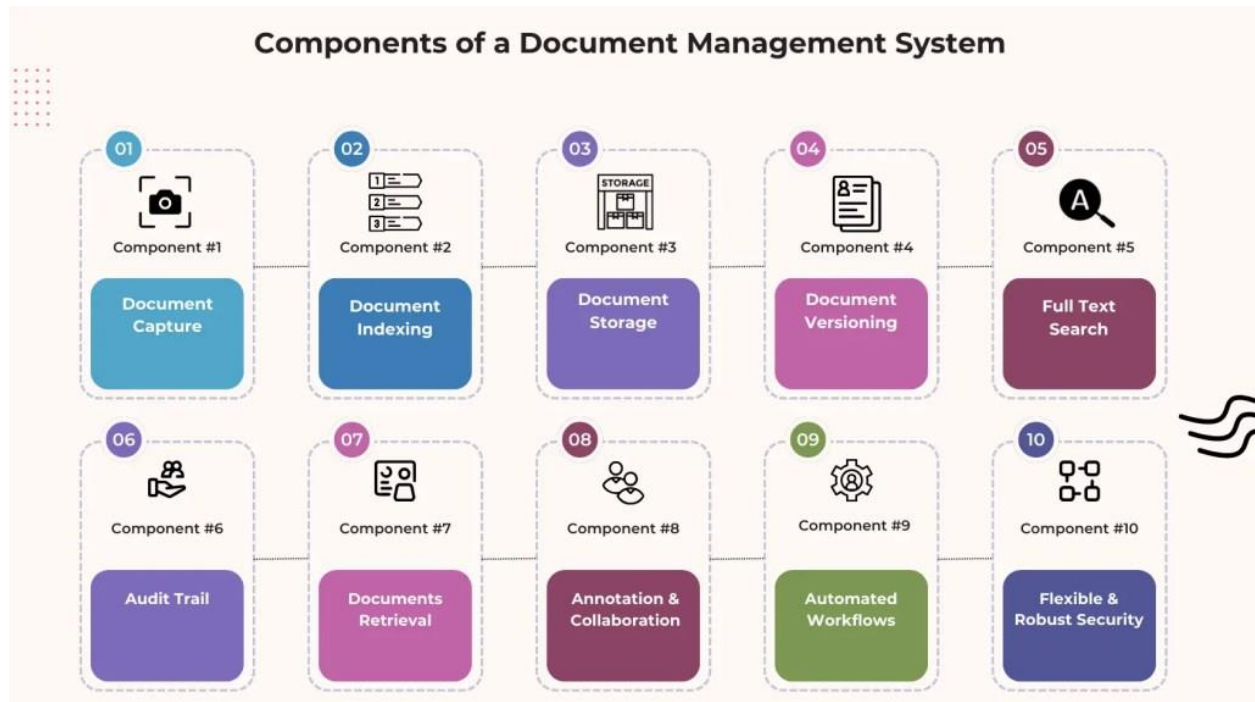 Components of a Document Management System
01
02
03
04
05
1
2
3
STORAGE
A
Component #1
Component #2
Component #3
Component #4
Component #5
Document
Capture
Document
Indexing
Document
Storage
Document
Versioning
Full Text
Search
06
07
08
09
10
Component #6
Component #7
Component #8
Component #9
Component #10
Audit Trail
Documents
Retrieval
Annotation &
Collaboration
Automated
Workflows
Flexible &
Robust Security